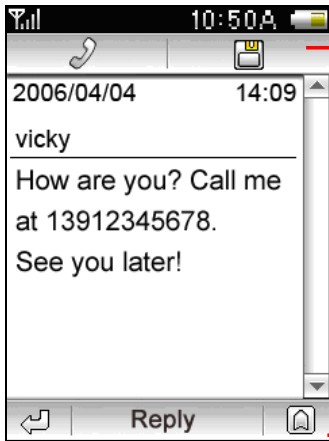 10:50A
2006/04/04 14:09
vicky
How are you? Call me
at 13912345678.
See you later!
Reply